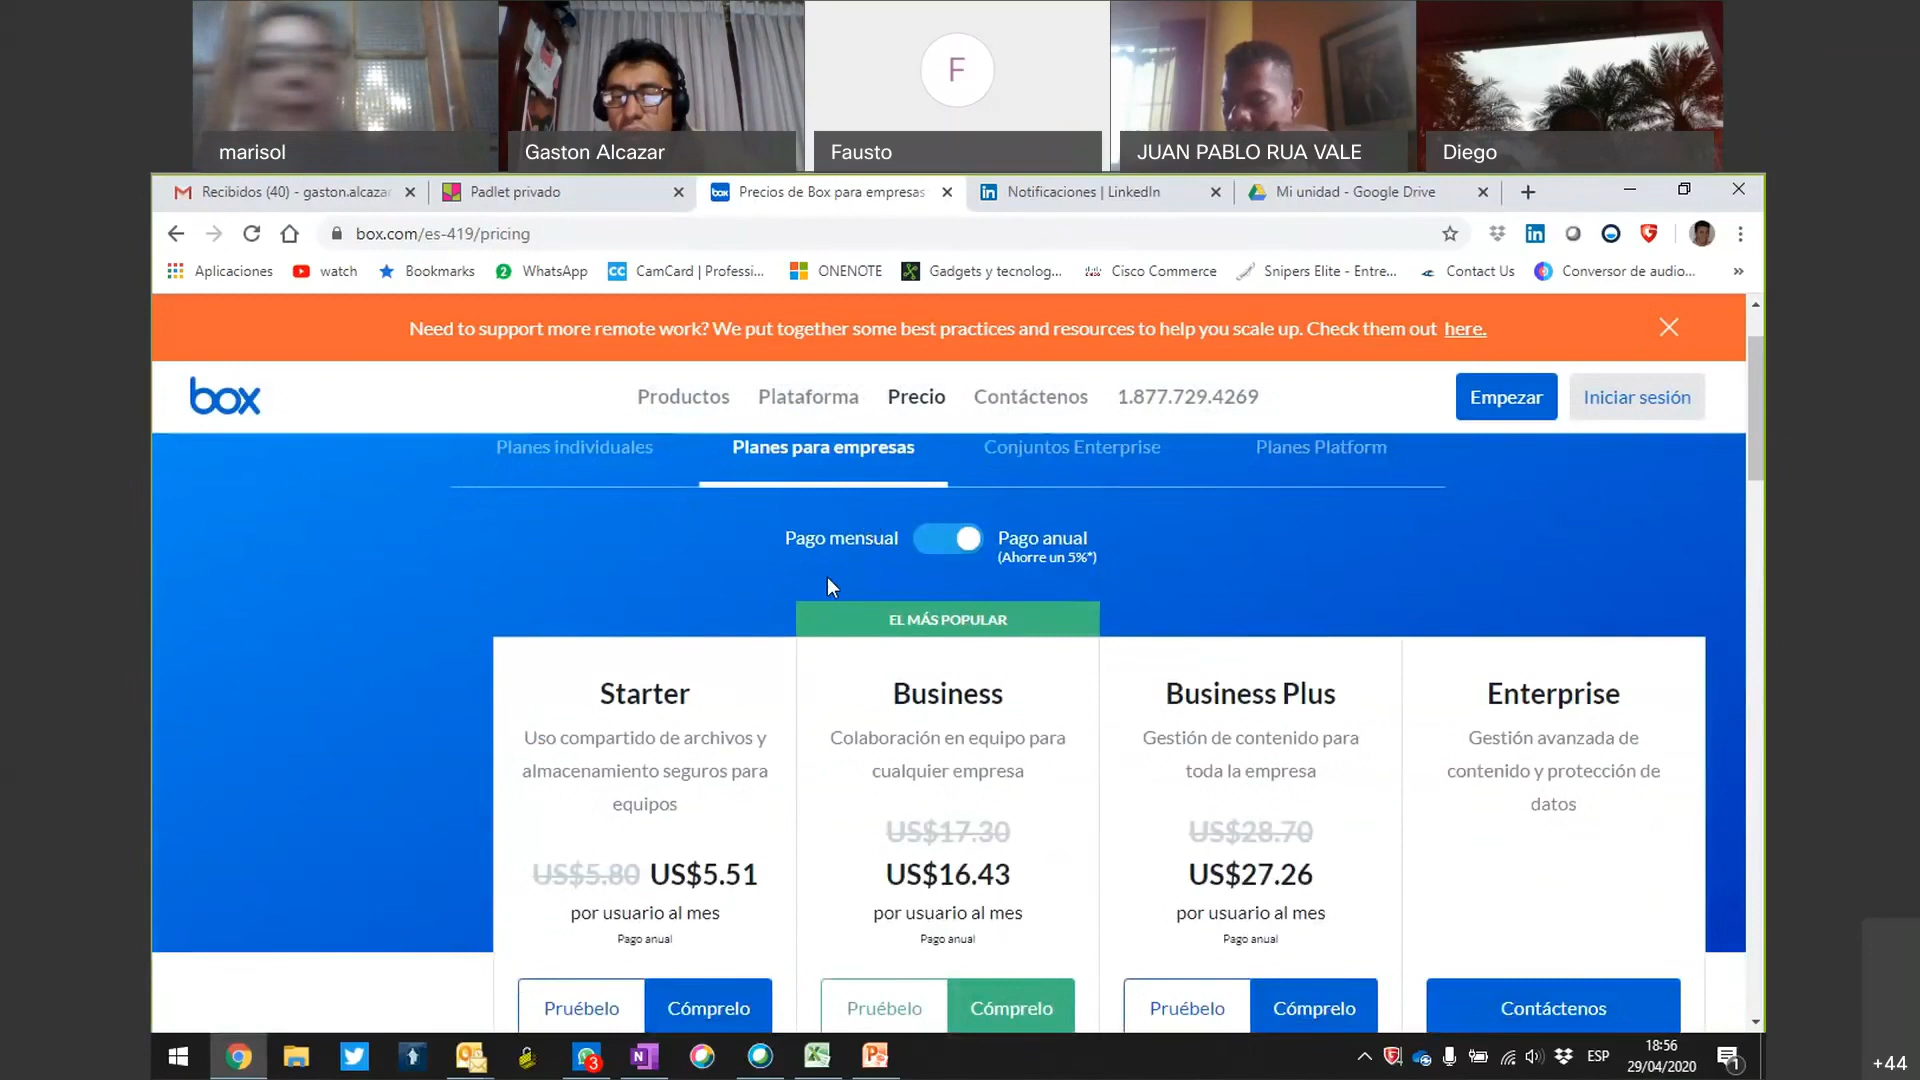 F
marisol
Gaston Alcazar
Fausto
JUAN PABLO RUA VALE
Diego
Recibidos (40) - gaston.alcazar
Padlet privado
box
Precios de Box para empresas
Notificaciones | LinkedIn
Mi unidad - Google Drive
box.com/es-419/pricing
Aplicaciones
watch
Bookmarks
2
WhatsApp
CC
CamCard | Professi...
ONENOTE
Gadgets y tecnolog...
Cisco Commerce
Snipers Elite - Entre...
Contact Us
Conversor de audio...
»
Need to support more remote work? We put together some best practices and resources to help you scale up. Check them out here.
box
Productos
Plataforma
Precio
Contáctenos
1.877.729.4269
Empezar
Iniciar sesión
Planes individuales
Planes para empresas
Conjuntos Enterprise
Planes Platform
Pago mensual
Pago anual
(Ahorre un 5%*)
EL MÁS POPULAR
Starter
Uso compartido de archivos y
almacenamiento seguros para
equipos
US$5.80 US$5.51
por usuario al mes
Pago anual
Pruébelo
Cómprelo
Business
Colaboración en equipo para
cualquier empresa
US$17.30
US$16.43
por usuario al mes
Pago anual
Pruébelo
Cómprelo
Business Plus
Gestión de contenido para
toda la empresa
US$28.70
US$27.26
por usuario al mes
Pago anual
Pruébelo
Cómprelo
Enterprise
Gestión avanzada de
contenido y protección de
datos
Contáctenos
3
ESP
18:56
29/04/2020
1
+44